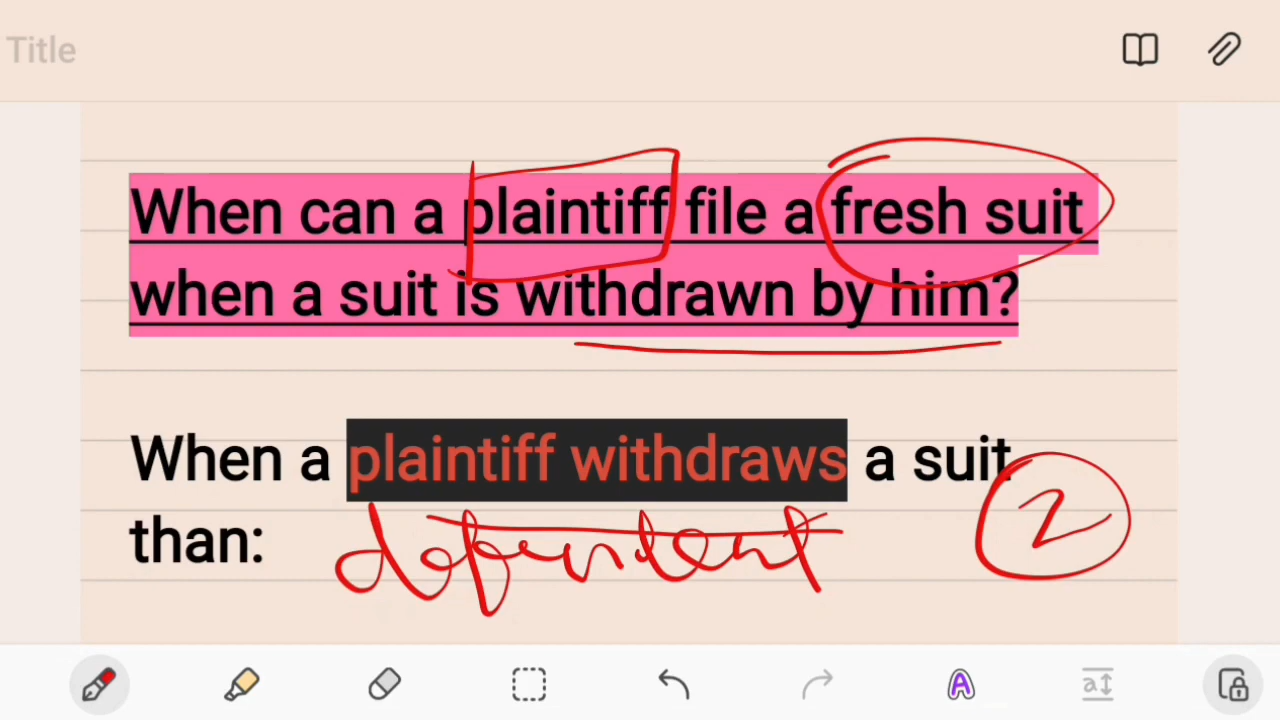 Title
When can a plaintiff file a fresh suit
when a suit is withdrawn by him?
When a plaintiff withdraws a suit
than:
2